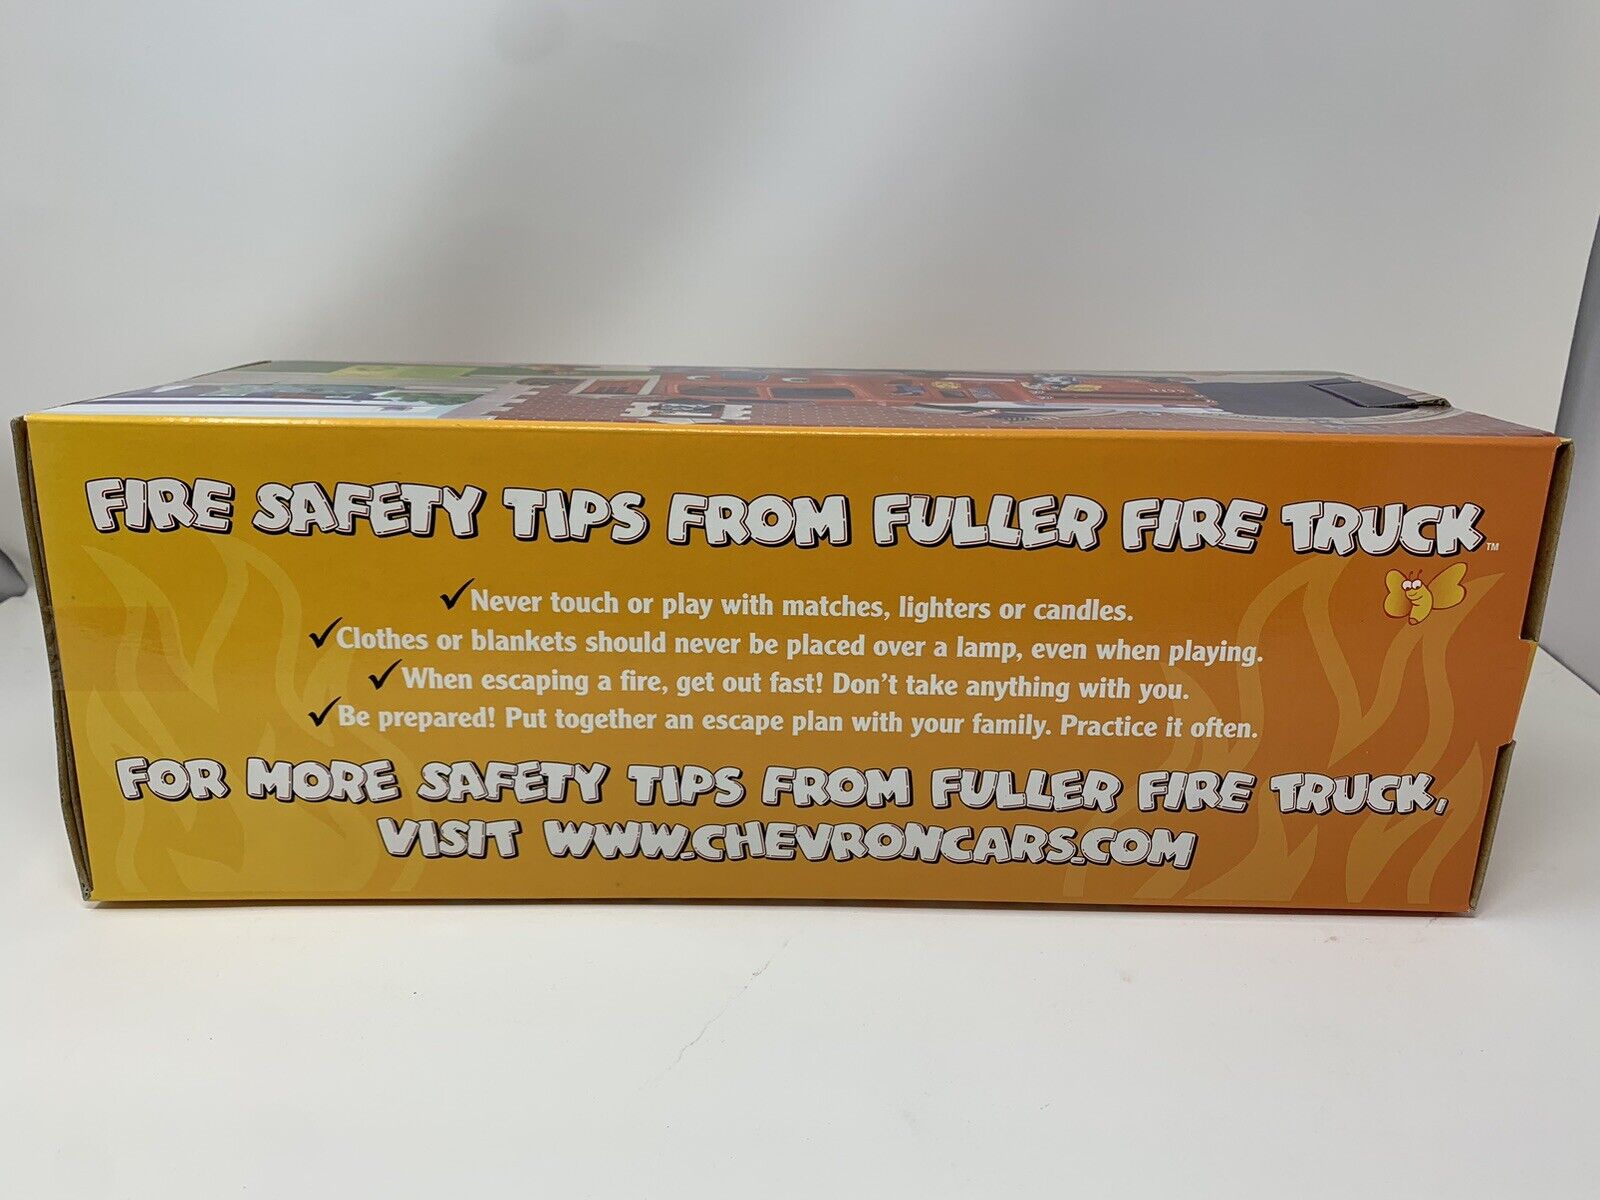 FIRE SAFETY TIPS FROM FULLER FIRE TRUCK™
✓Never touch or play with matches, lighters or candles.
✓Clothes or blankets should never be placed over a lamp, even when playing.
✓When escaping a fire, get out fast! Don't take anything with you.
✓Be prepared! Put together an escape plan with your family. Practice it often.
FOR MORE SAFETY TIPS FROM FULLER FIRE TRUCK,
VISIT WWW.CHEVRONCARS.COM